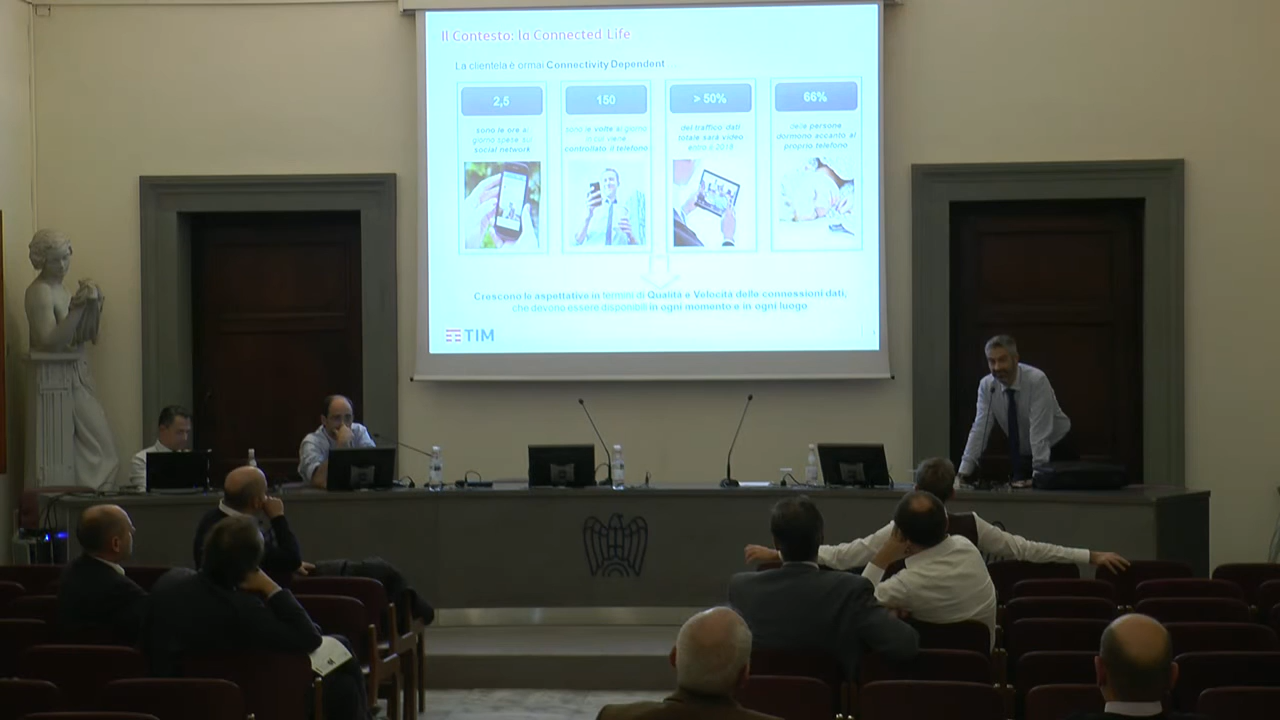 Il Contesto: la Connected Life
La clientela è ormai Connectivity Dependent
2,5
sono le ore al
giorno spese sui
social network
150
sono le volte al giorno
in cui viene
controllato il telefono
> 50%
del traffico dati
totale sarà video
entro il 2018
66%
delle persone
dormono accanto al
proprio telefono
Crescono le aspettative in termini di Qualità e Velocità delle connessioni dati,
che devono essere disponibili in ogni momento e in ogni luogo
TIM